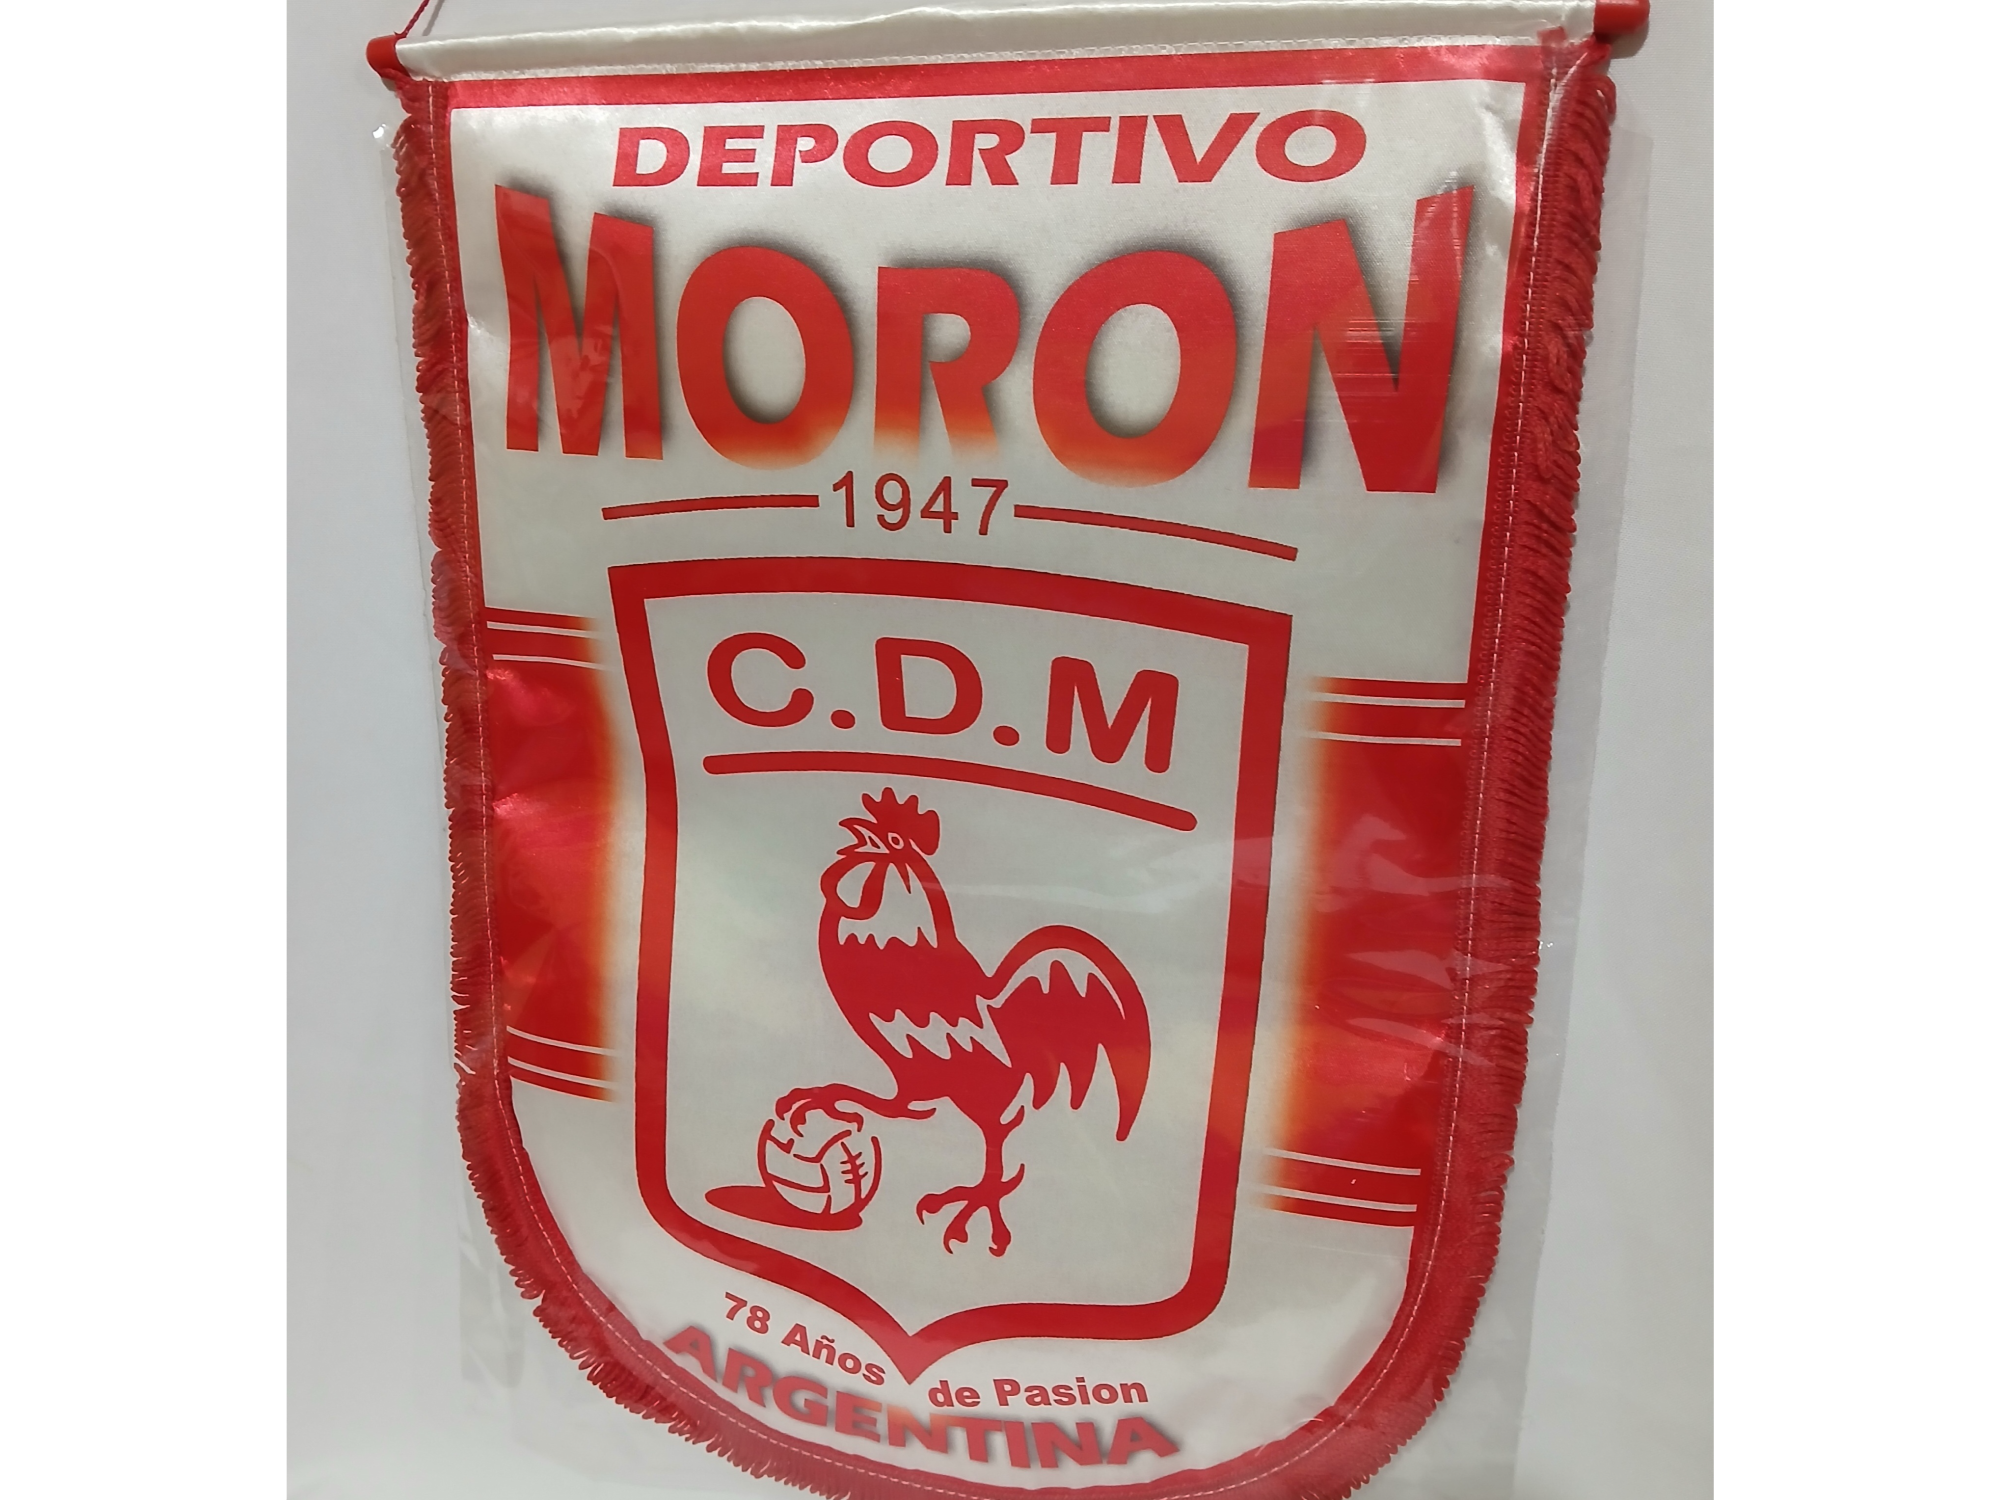 DEPORTIVO
MORON
1947
C.D.M
78 Años de Pasion
ARGENTINA